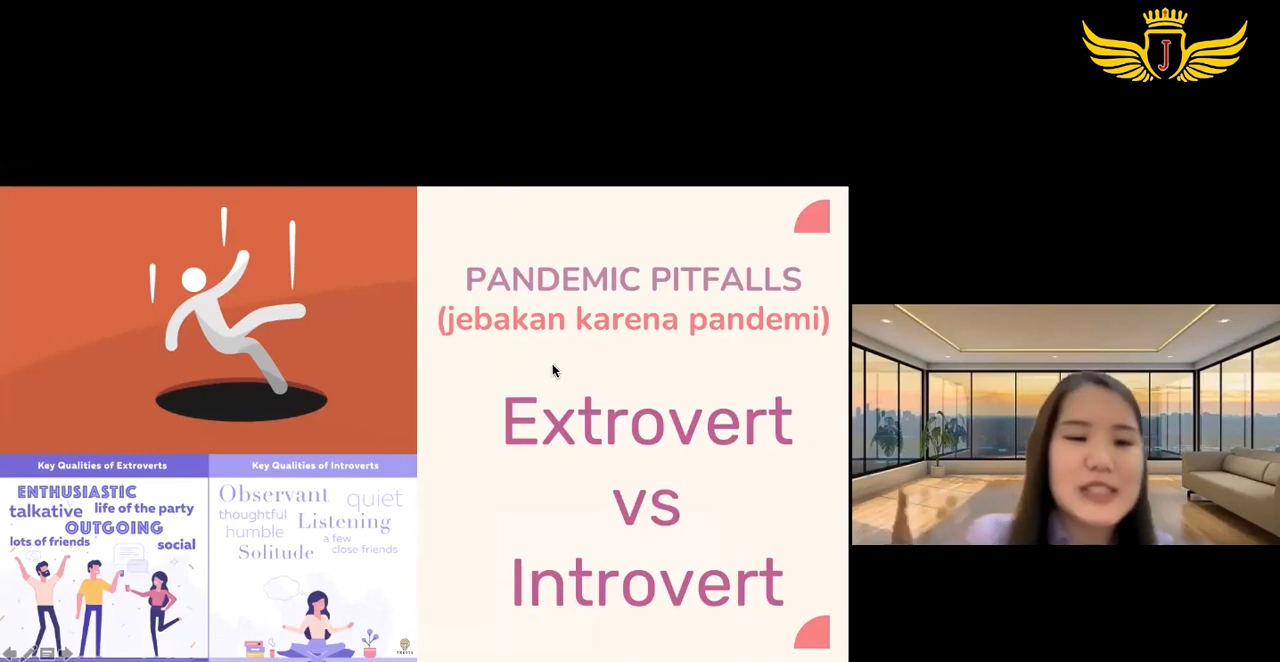 J
PANDEMIC PITFALLS
(jebakan karena pandemi)
Extrovert
vs
Introvert
Key Qualities of Extroverts
ENTHUSIASTIC
talkative
life of the party
OUTGOING
lots of friends
social
Key Qualities of Introverts
Observant
quiet
thoughtful
humble
Listening
Solitude
a few
close friends